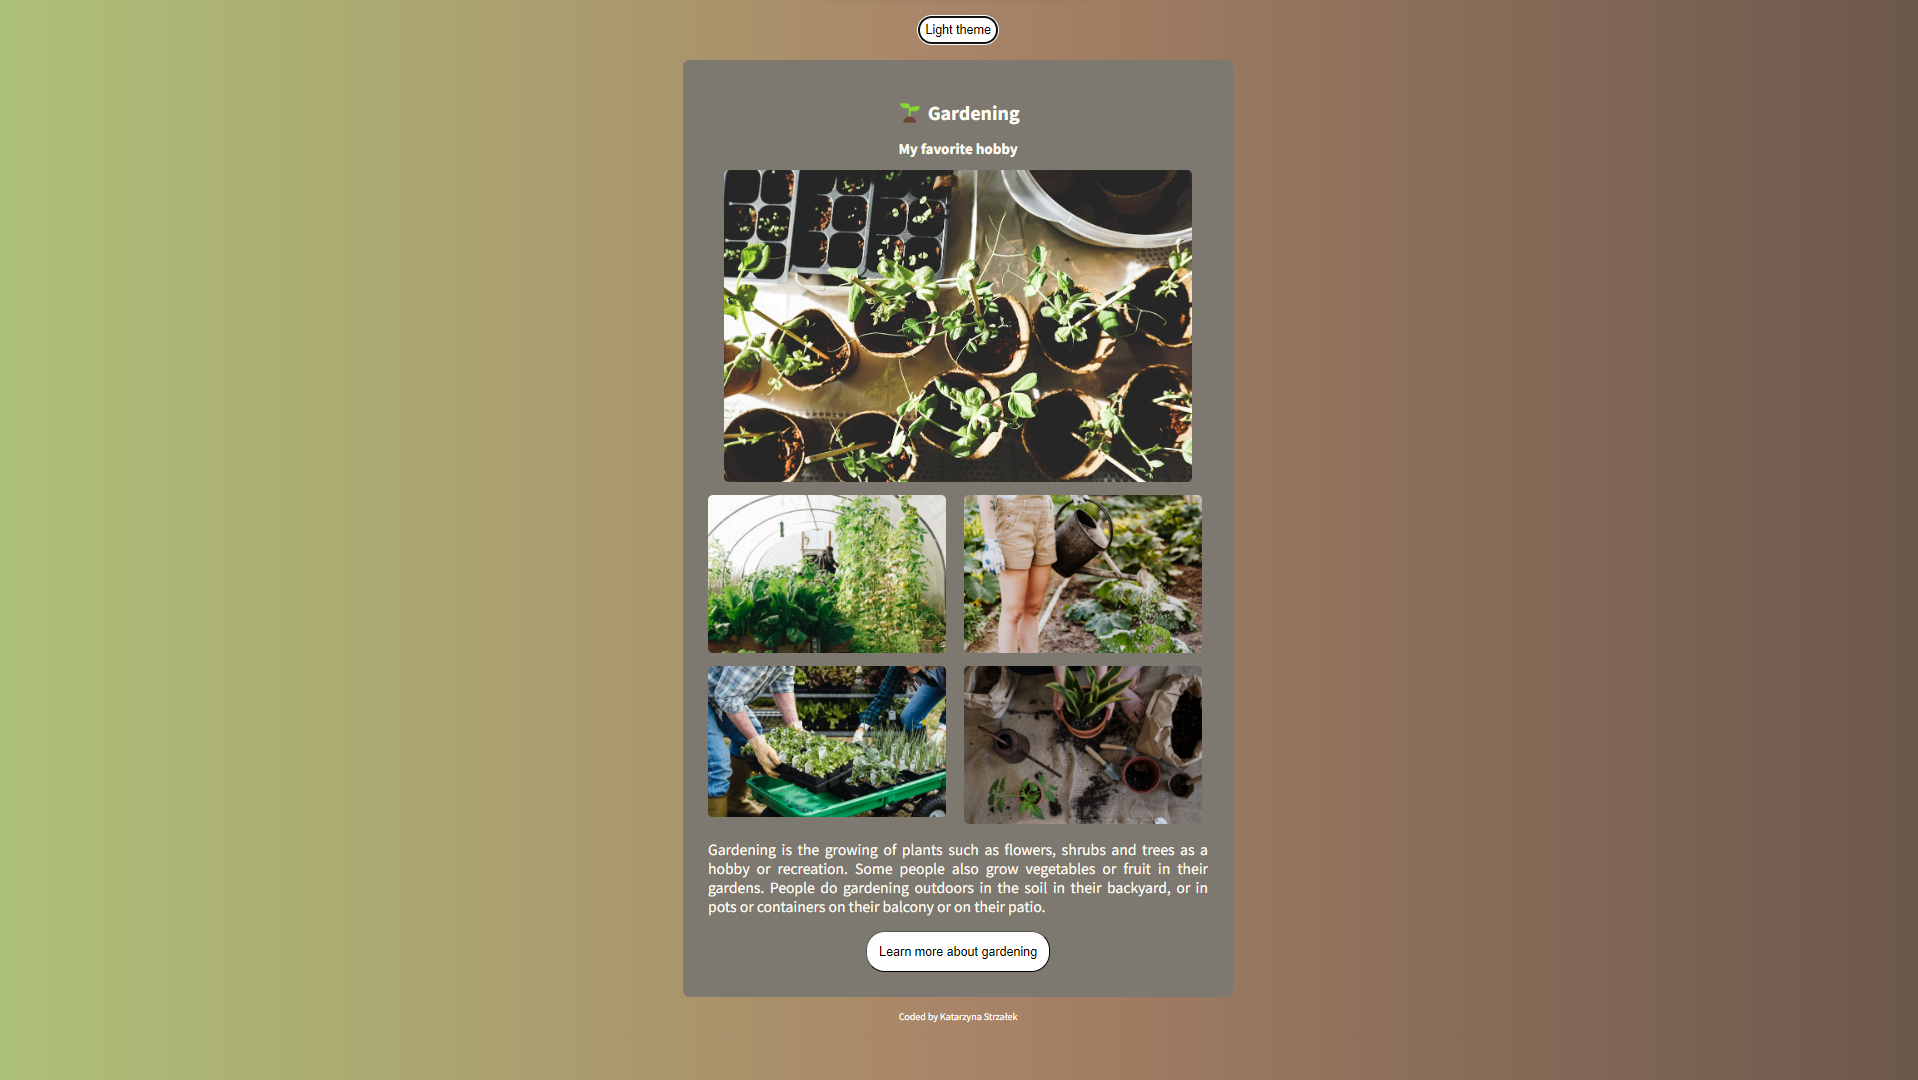 Light theme
Gardening
My favorite hobby
Gardening is the growing of plants such as flowers, shrubs and trees as a
hobby or recreation. Some people also grow vegetables or fruit in their
gardens. People do gardening outdoors in the soil in their backyard, or in
pots or containers on their balcony or on their patio.
Learn more about gardening
Coded by Katarzyna Strzałek